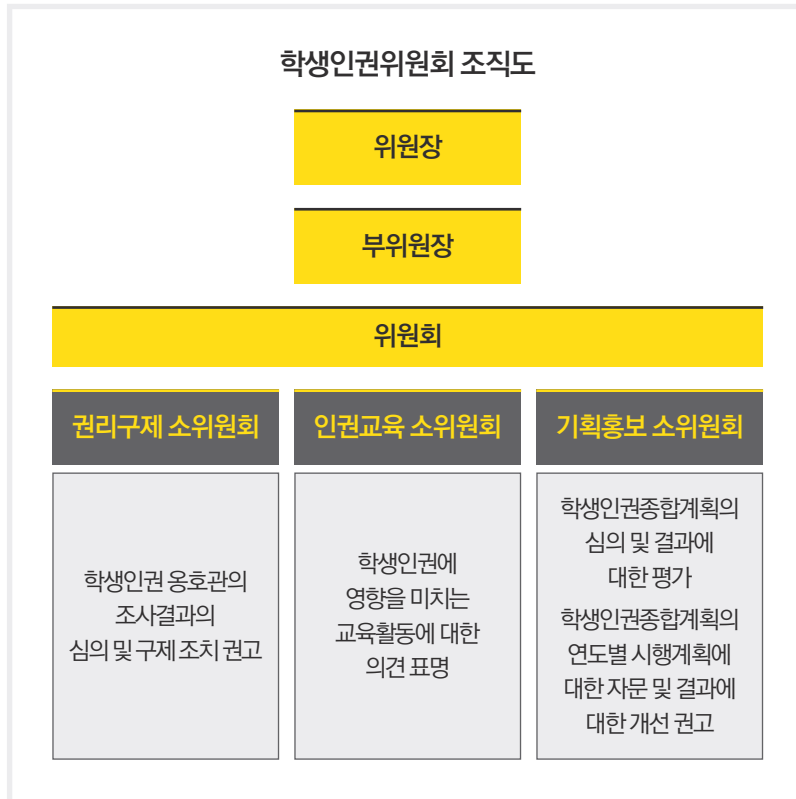 학생인권위원회 조직도
위원장
부위원장
위원회
권리구제 소위원회
인권교육 소위원회
기획홍보 소위원회
학생인권 옹호관의
조사결과의
심의 및 구제 조치 권고
학생인권에
영향을 미치는
교육활동에 대한
의견 표명
학생인권종합계획의
심의 및 결과에
대한 평가
학생인권종합계획의
연도별 시행계획에
대한 자문 및 결과에
대한 개선 권고